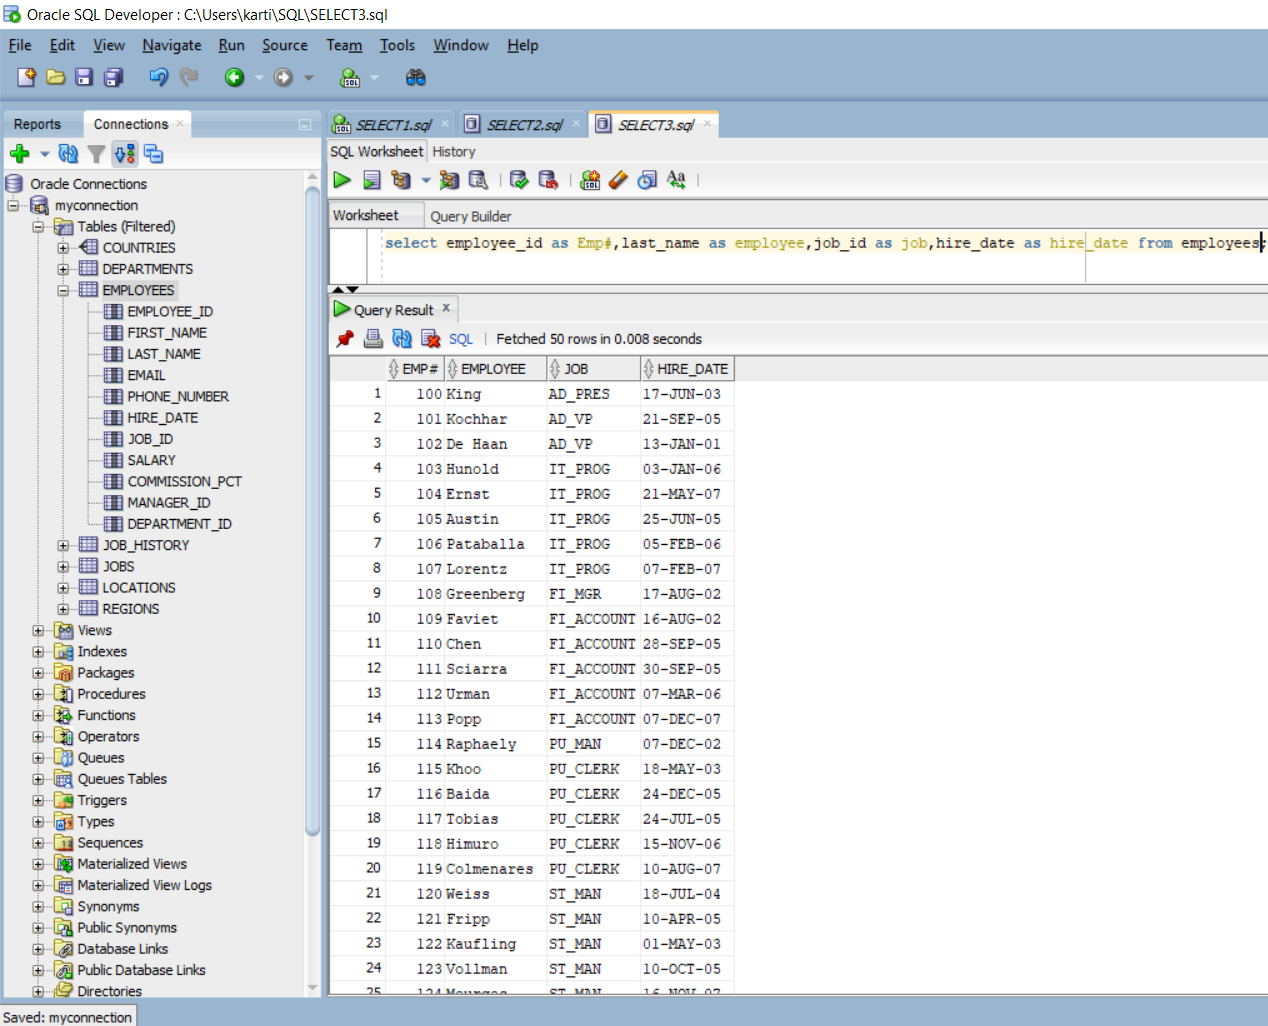 Oracle SQL Developer : C:\Users\karti\SQL\SELECT3.sql
File Edit View Navigate Run Source Team Tools Window Help
Reports Connections
Oracle Connections
myconnection
Tables (Filtered)
COUNTRIES
DEPARTMENTS
EMPLOYEES
EMPLOYEE_ID
FIRST_NAME
LAST_NAME
EMAIL
PHONE_NUMBER
HIRE_DATE
JOB_ID
SALARY
COMMISSION_PCT
MANAGER_ID
DEPARTMENT_ID
JOB_HISTORY
JOBS
LOCATIONS
REGIONS
Views
Indexes
Packages
Procedures
Functions
Operators
Queues
Queues Tables
Triggers
Types
Sequences
Materialized Views
Materialized View Logs
Synonyms
Public Synonyms
Database Links
Public Database Links
Directories
SELECT1.sql SELECT2.sql SELECT3.sql
SQL Worksheet History
Worksheet Query Builder
select employee_id as Emp#,last_name as employee,job_id as job,hire_date as hire_date from employees;
Query Result
SQL Fetched 50 rows in 0.008 seconds
EMP# EMPLOYEE JOB HIRE_DATE
1 100 King AD_PRES 17-JUN-03
2 101 Kochhar AD_VP 21-SEP-05
3 102 De Haan AD_VP 13-JAN-01
4 103 Hunold IT_PROG 03-JAN-06
5 104 Ernst IT_PROG 21-MAY-07
6 105 Austin IT_PROG 25-JUN-05
7 106 Pataballa IT_PROG 05-FEB-06
8 107 Lorentz IT_PROG 07-FEB-07
9 108 Greenberg FI_MGR 17-AUG-02
10 109 Faviet FI_ACCOUNT 16-AUG-02
11 110 Chen FI_ACCOUNT 28-SEP-05
12 111 Sciarra FI_ACCOUNT 30-SEP-05
13 112 Urman FI_ACCOUNT 07-MAR-06
14 113 Popp FI_ACCOUNT 07-DEC-07
15 114 Raphaely PU_MAN 07-DEC-02
16 115 Khoo PU_CLERK 18-MAY-03
17 116 Baida PU_CLERK 24-DEC-05
18 117 Tobias PU_CLERK 24-JUL-05
19 118 Himuro PU_CLERK 15-NOV-06
20 119 Colmenares PU_CLERK 10-AUG-07
21 120 Weiss ST_MAN 18-JUL-04
22 121 Fripp ST_MAN 10-APR-05
23 122 Kaufling ST_MAN 01-MAY-03
24 123 Vollman ST_MAN 10-OCT-05
25 124 Mourgos ST_MAN 16-NOV-07
Saved: myconnection